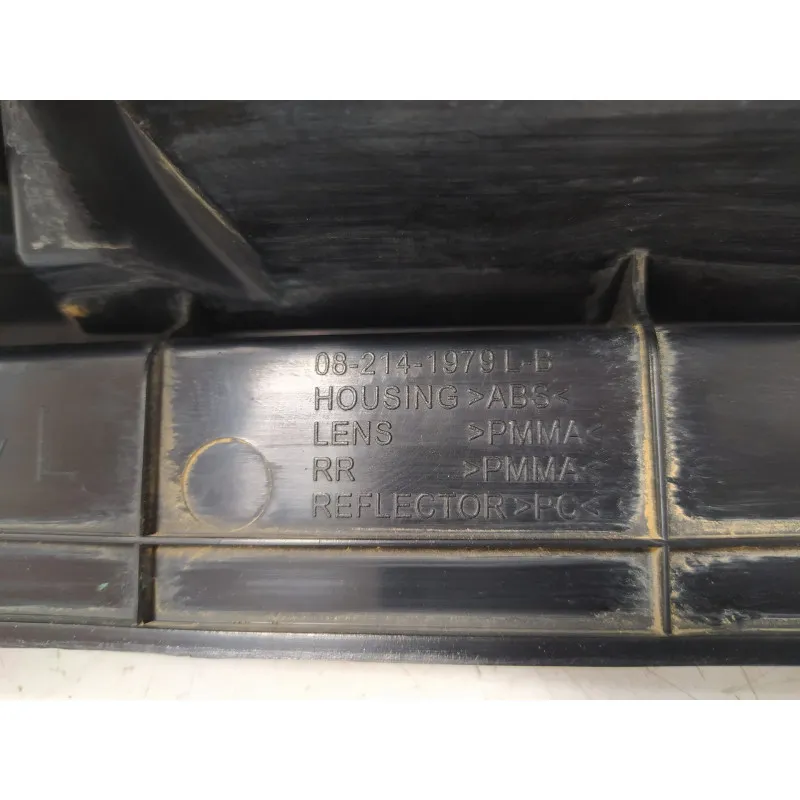 08-214-1979 L-B
HOUSING >ABS<
LENS >PMMA<
RR >PMMA<
REFLECTOR >PC<